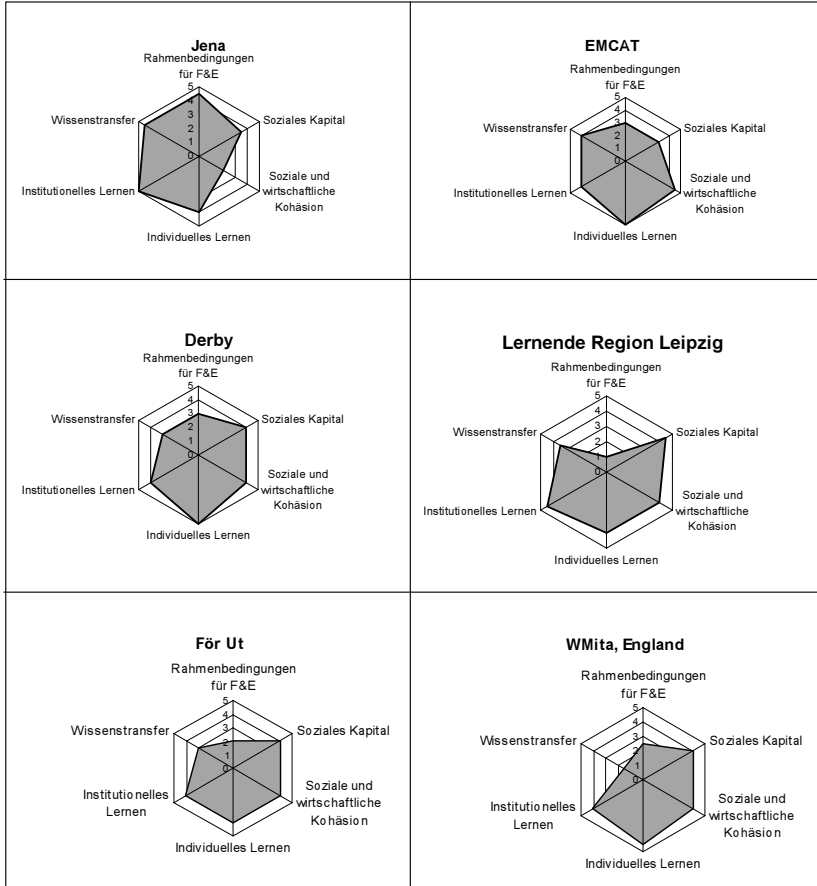 Jena
Rahmenbedingungen
für F&E
5
4
3
2
1
0
Wissenstransfer
Soziales Kapital
Institutionelles Lernen
Soziale und
wirtschaftliche
Kohäsion
Individuelles Lernen
EMCAT
Rahmenbedingungen
für F&E
5
4
3
2
1
0
Wissenstransfer
Soziales Kapital
Institutionelles Lernen
Soziale und
wirtschaftliche
Kohäsion
Individuelles Lernen
Derby
Rahmenbedingungen
für F&E
5
4
3
2
1
0
Wissenstransfer
Soziales Kapital
Institutionelles Lernen
Soziale und
wirtschaftliche
Kohäsion
Individuelles Lernen
Lernende Region Leipzig
Rahmenbedingungen
für F&E
5
4
3
2
1
0
Wissenstransfer
Soziales Kapital
Institutionelles Lernen
Soziale und
wirtschaftliche
Kohäsion
Individuelles Lernen
För Ut
Rahmenbedingungen
für F&E
5
4
3
2
1
0
Wissenstransfer
Soziales Kapital
Institutionelles
Lernen
Soziale und
wirtschaftliche
Kohäsion
Individuelles Lernen
WMita, England
Rahmenbedingungen
für F&E
5
4
3
2
1
0
Wissenstransfer
Soziales Kapital
Institutionelles
Lernen
Soziale und
wirtschaftliche
Kohäsion
Individuelles Lernen